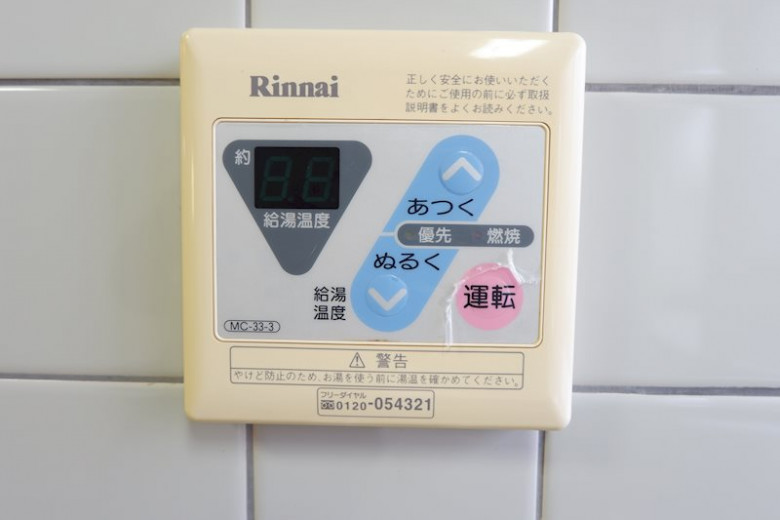 Rinnai
正しく安全にお使いいただく
ためにご使用の前に必ず取扱
説明書をよくお読みください。
約
給湯温度
あつく
優先 燃焼
ぬるく
給湯
温度
運転
MC-33-3
警告
やけど防止のため、お湯を使う前に湯温を確かめてください。
フリーダイヤル
0120-054321